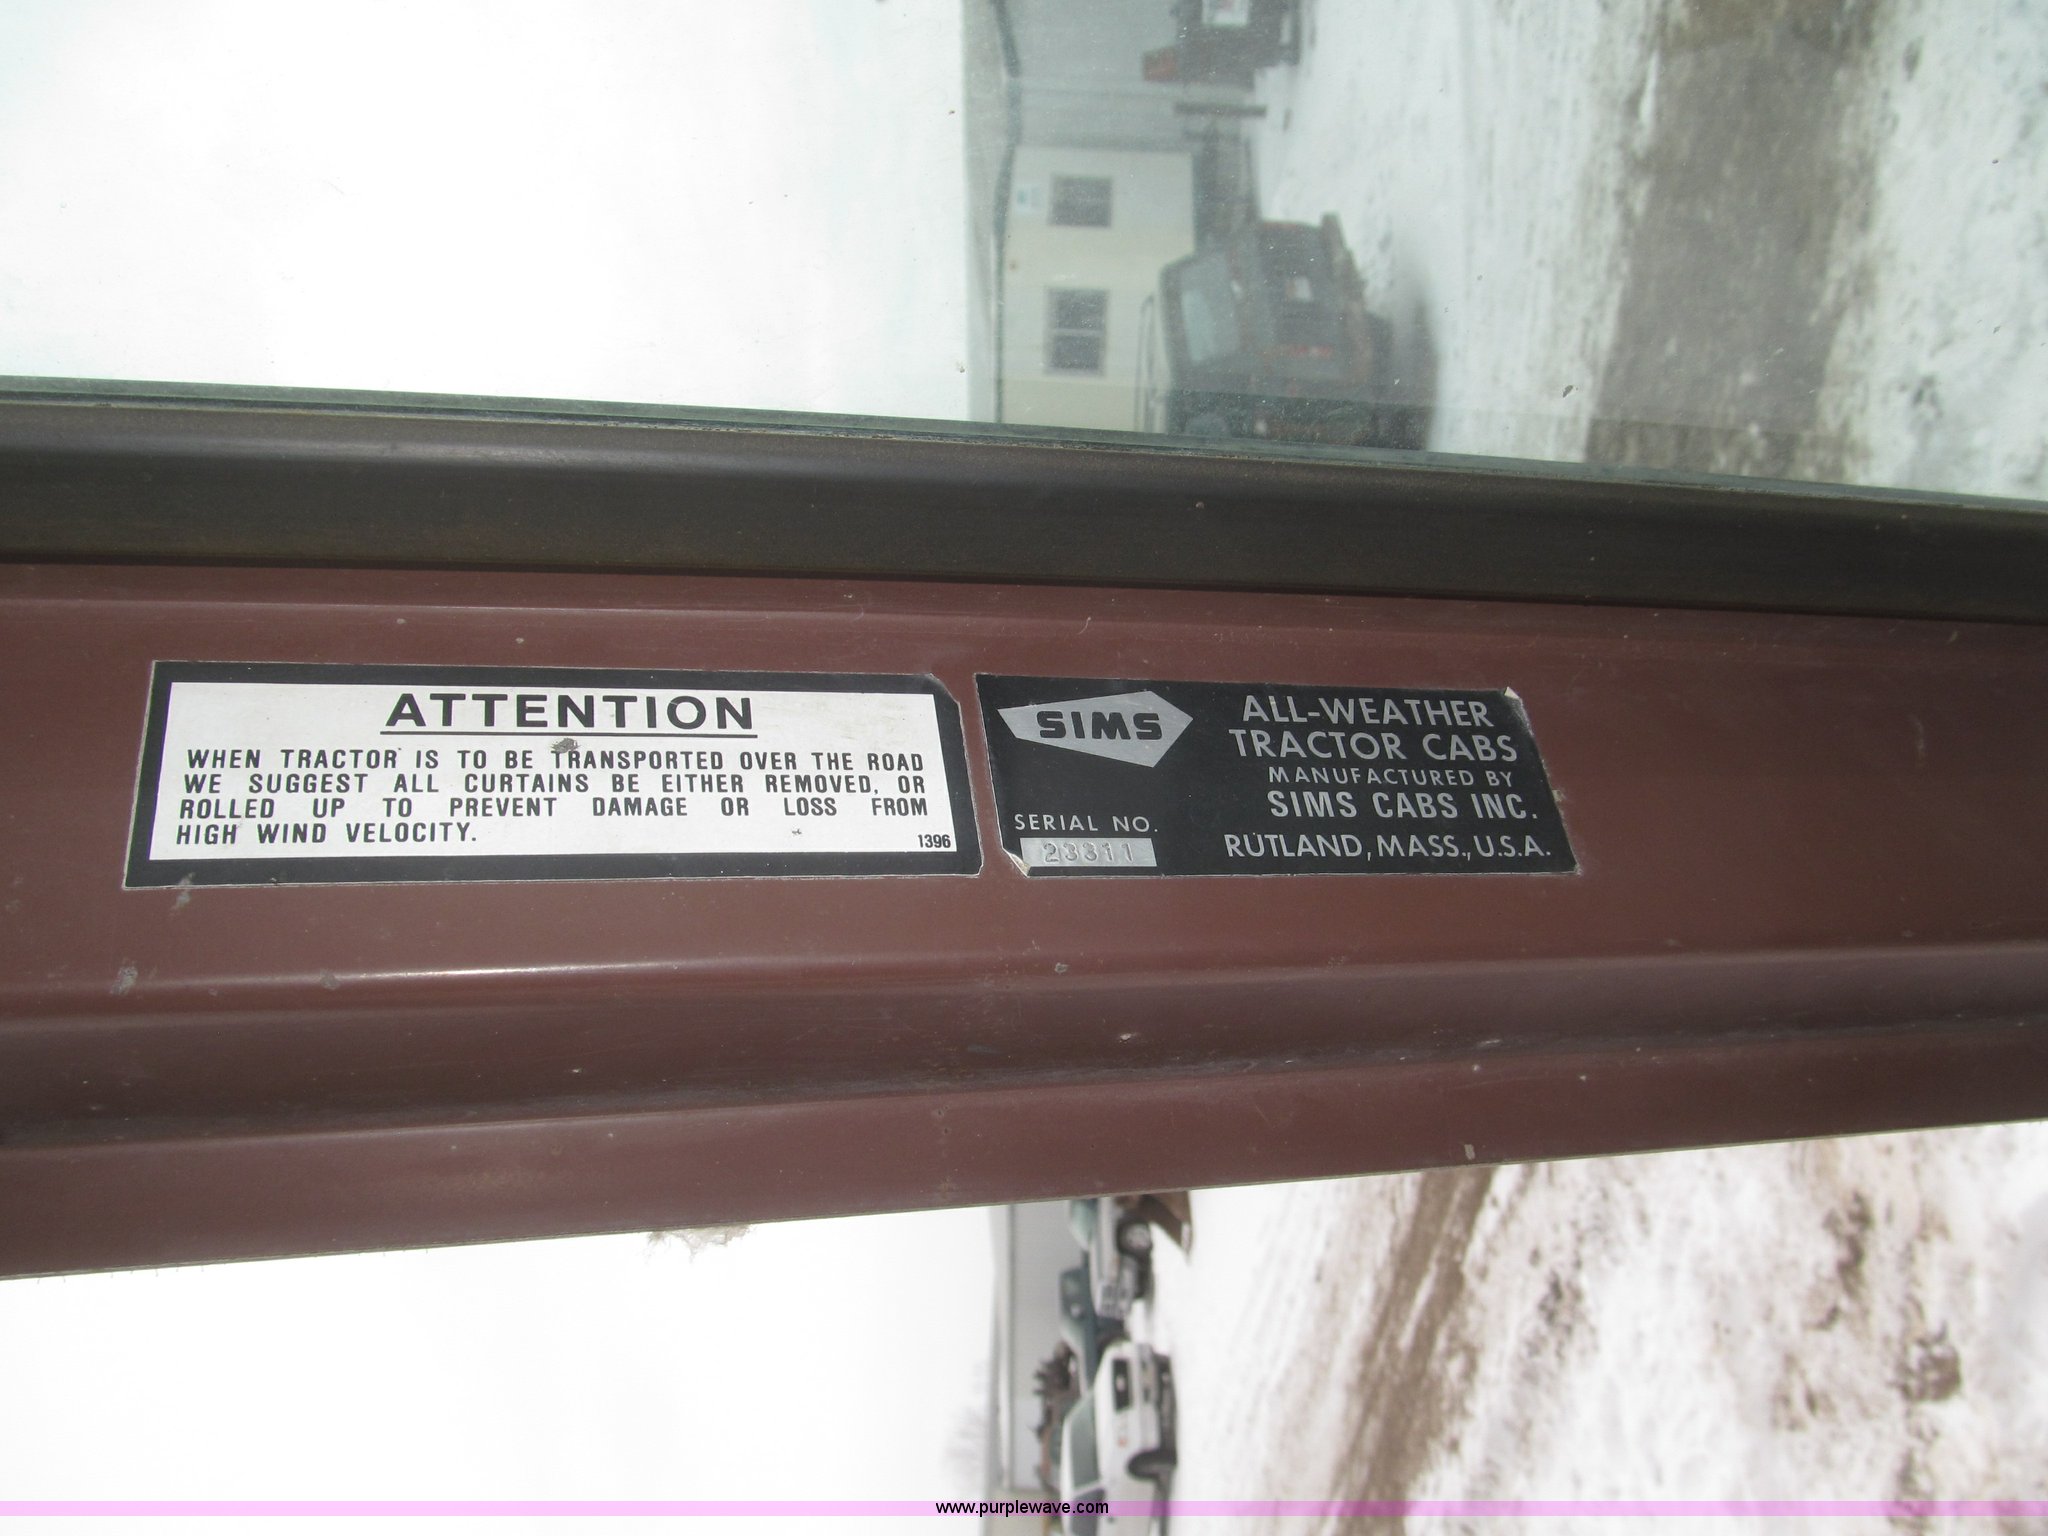 ATTENTION
WHEN TRACTOR IS TO BE TRANSPORTED OVER THE ROAD
WE SUGGEST ALL CURTAINS BE EITHER REMOVED, OR
ROLLED UP TO PREVENT DAMAGE OR LOSS FROM
HIGH WIND VELOCITY.
1396
SIMS
ALL-WEATHER
TRACTOR CABS
MANUFACTURED BY
SIMS CABS INC.
RUTLAND, MASS., U.S.A.
SERIAL NO.
23311
www.purplewave.com